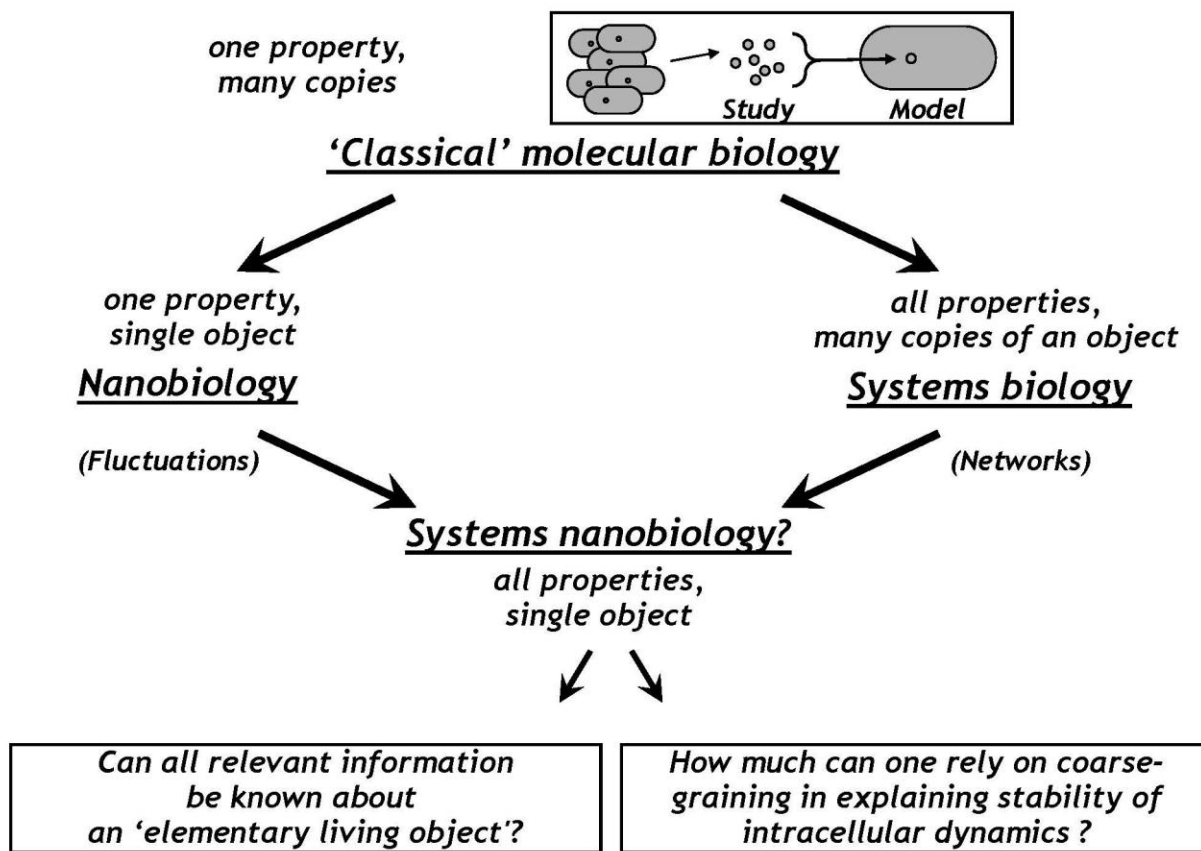 one property,
many copies
Study
Model
‘Classical’ molecular biology
one property,
single object
all properties,
many copies of an object
Nanobiology
Systems biology
(Fluctuations)
(Networks)
Systems nanobiology?
all properties,
single object
Can all relevant information
be known about
an ‘elementary living object'?
How much can one rely on coarse-
graining in explaining stability of
intracellular dynamics ?